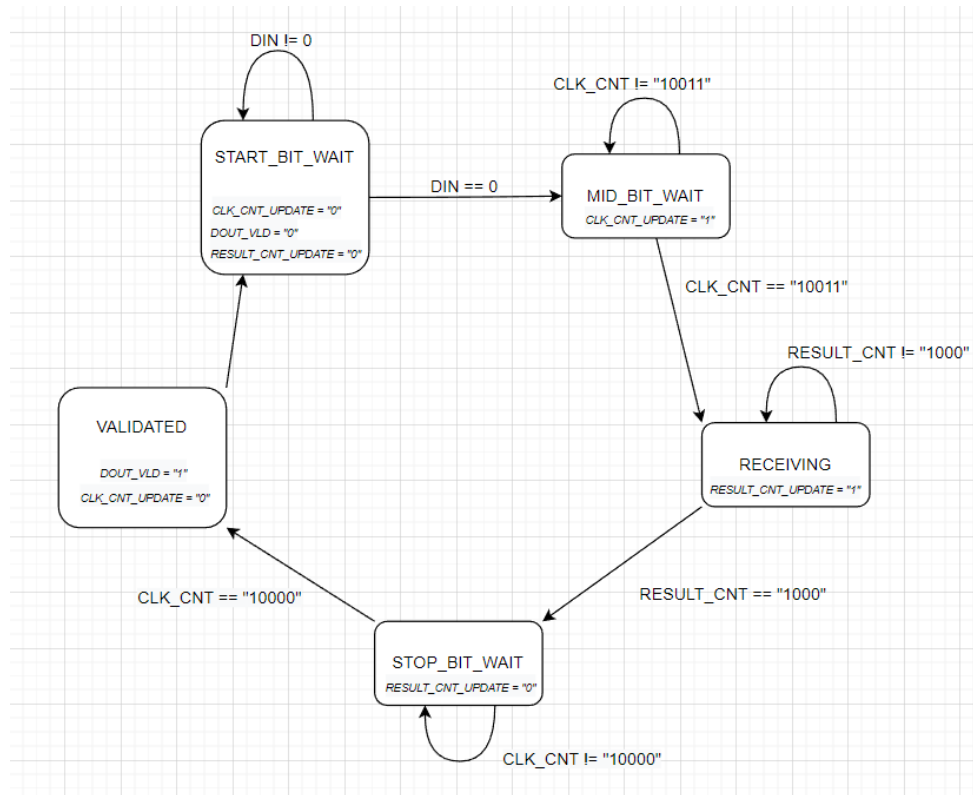 DIN != 0
CLK_CNT != "10011"
START_BIT_WAIT
CLK_CNT_UPDATE = "0"
DOUT_VLD = "0"
RESULT_CNT_UPDATE = "0"
DIN == 0
MID_BIT_WAIT
CLK_CNT_UPDATE = "1"
CLK_CNT == "10011"
RESULT_CNT != "1000"
RECEIVING
RESULT_CNT_UPDATE = "1"
VALIDATED
DOUT_VLD = "1"
CLK_CNT_UPDATE = "0"
CLK_CNT == "10000"
RESULT_CNT == "1000"
STOP_BIT_WAIT
RESULT_CNT_UPDATE = "0"
CLK_CNT != "10000"